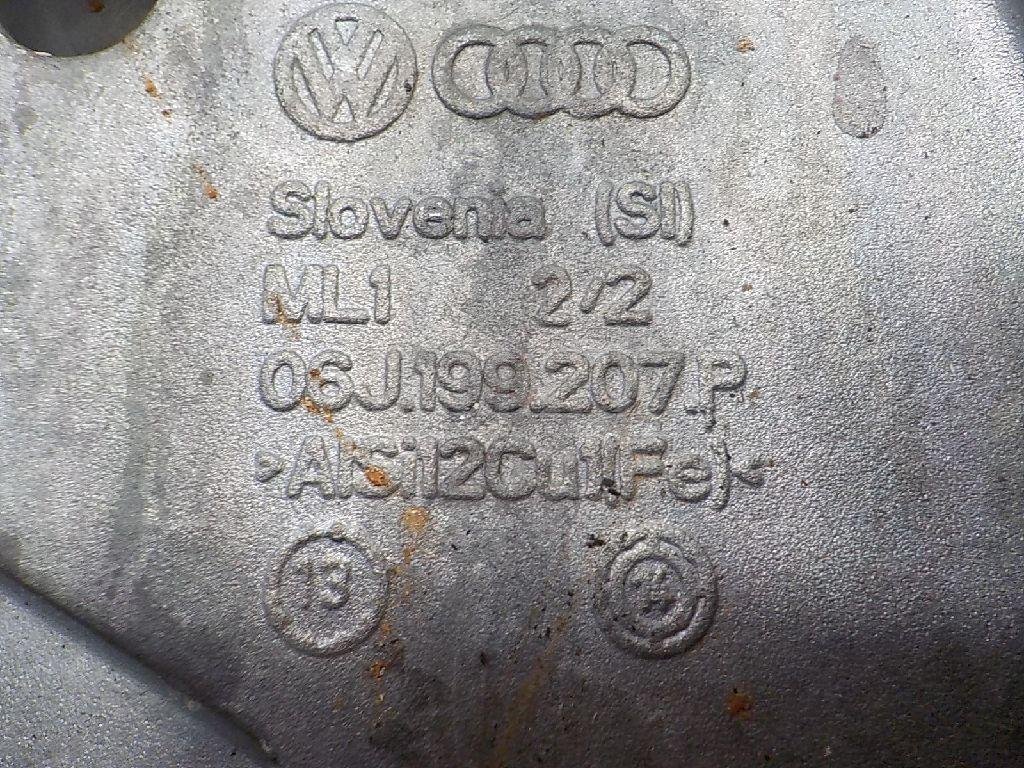 Slovenia (SI)
ML1 2/2
06J.199.207.P
>AlSi12Cu1(Fe)<
13